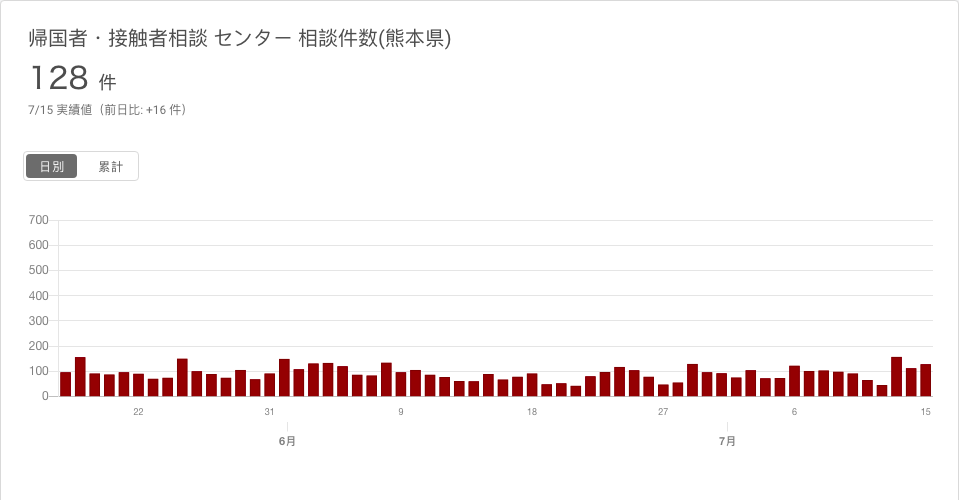 帰国者・接触者相談 センター 相談件数(熊本県)
128 件
7/15 実績値（前日比: +16 件）
日別 累計
700
600
500
400
300
200
100
0
22 31 9 18 27 6 15
6月 7月